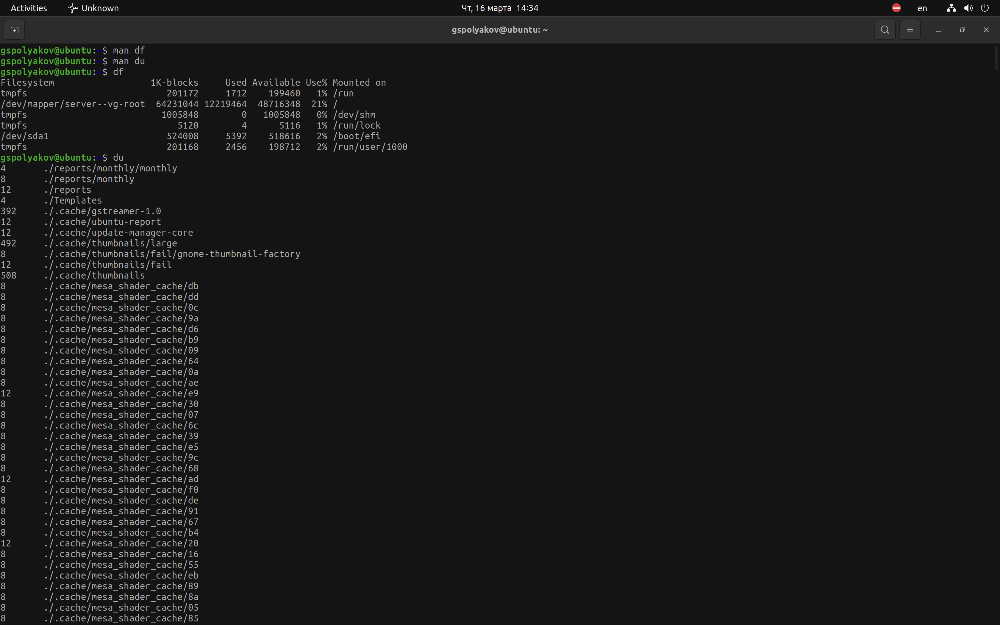 Activities Unknown Чт, 16 марта 14:34 en
gspolyakov@ubuntu: ~
gspolyakov@ubuntu:~$ man df
gspolyakov@ubuntu:~$ man du
gspolyakov@ubuntu:~$ df
Filesystem                  1K-blocks     Used Available Use% Mounted on
tmpfs                          201172     1712    199460   1% /run
/dev/mapper/server--vg-root  64231044 12219464  48716348  21% /
tmpfs                         1005848        0   1005848   0% /dev/shm
tmpfs                            5120        4      5116   1% /run/lock
/dev/sda1                      524008     5392    518616   2% /boot/efi
tmpfs                          201168     2456    198712   2% /run/user/1000
gspolyakov@ubuntu:~$ du
4       ./reports/monthly/monthly
8       ./reports/monthly
12      ./reports
4       ./Templates
392     ./.cache/gstreamer-1.0
12      ./.cache/ubuntu-report
12      ./.cache/update-manager-core
492     ./.cache/thumbnails/large
8       ./.cache/thumbnails/fail/gnome-thumbnail-factory
12      ./.cache/thumbnails/fail
508     ./.cache/thumbnails
8       ./.cache/mesa_shader_cache/db
8       ./.cache/mesa_shader_cache/dd
8       ./.cache/mesa_shader_cache/0c
8       ./.cache/mesa_shader_cache/9a
8       ./.cache/mesa_shader_cache/d6
8       ./.cache/mesa_shader_cache/b9
8       ./.cache/mesa_shader_cache/09
8       ./.cache/mesa_shader_cache/64
8       ./.cache/mesa_shader_cache/0a
8       ./.cache/mesa_shader_cache/ae
12      ./.cache/mesa_shader_cache/e9
8       ./.cache/mesa_shader_cache/30
8       ./.cache/mesa_shader_cache/07
8       ./.cache/mesa_shader_cache/6c
8       ./.cache/mesa_shader_cache/39
8       ./.cache/mesa_shader_cache/e5
8       ./.cache/mesa_shader_cache/9c
8       ./.cache/mesa_shader_cache/68
12      ./.cache/mesa_shader_cache/ad
8       ./.cache/mesa_shader_cache/f0
8       ./.cache/mesa_shader_cache/de
8       ./.cache/mesa_shader_cache/91
8       ./.cache/mesa_shader_cache/67
8       ./.cache/mesa_shader_cache/b4
12      ./.cache/mesa_shader_cache/20
8       ./.cache/mesa_shader_cache/16
8       ./.cache/mesa_shader_cache/55
8       ./.cache/mesa_shader_cache/eb
8       ./.cache/mesa_shader_cache/89
8       ./.cache/mesa_shader_cache/8a
8       ./.cache/mesa_shader_cache/05
8       ./.cache/mesa_shader_cache/85